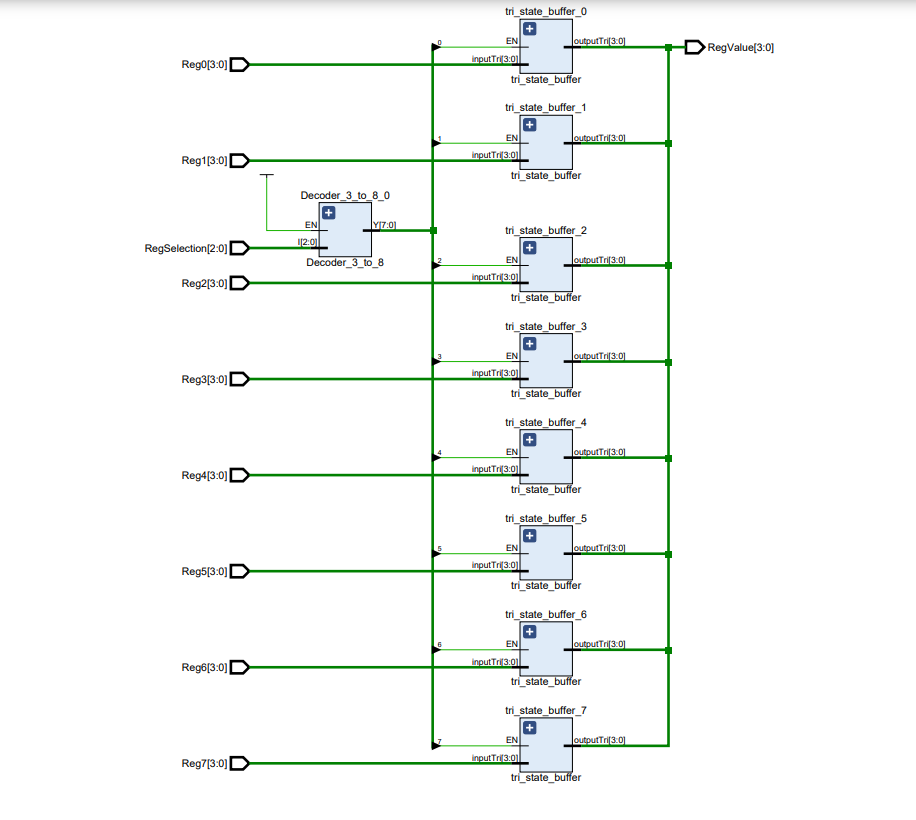 tri_state_buffer_0
0
EN
outputTri[3:0]
RegValue[3:0]
Reg0[3:0]
inputTri[3:0]
tri_state_buffer
tri_state_buffer_1
1
EN
outputTri[3:0]
Reg1[3:0]
inputTri[3:0]
tri_state_buffer
Decoder_3_to_8_0
EN
Y[7:0]
RegSelection[2:0]
I[2:0]
Decoder_3_to_8
tri_state_buffer_2
2
EN
outputTri[3:0]
Reg2[3:0]
inputTri[3:0]
tri_state_buffer
tri_state_buffer_3
3
EN
outputTri[3:0]
Reg3[3:0]
inputTri[3:0]
tri_state_buffer
tri_state_buffer_4
4
EN
outputTri[3:0]
Reg4[3:0]
inputTri[3:0]
tri_state_buffer
tri_state_buffer_5
5
EN
outputTri[3:0]
Reg5[3:0]
inputTri[3:0]
tri_state_buffer
tri_state_buffer_6
6
EN
outputTri[3:0]
Reg6[3:0]
inputTri[3:0]
tri_state_buffer
tri_state_buffer_7
7
EN
outputTri[3:0]
Reg7[3:0]
inputTri[3:0]
tri_state_buffer